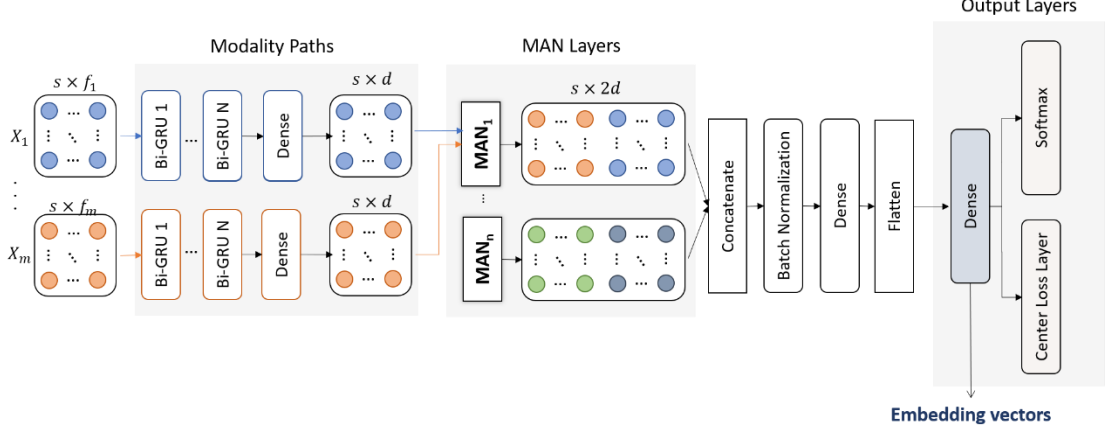 Output Layers
Modality Paths
MAN Layers
s × f₁
s × d
s × 2d
X₁
Bi-GRU 1
...
Bi-GRU N
Dense
MAN₁
...
s × fₘ
s × d
Xₘ
Bi-GRU 1
...
Bi-GRU N
Dense
MANₙ
Concatenate
Batch Normalization
Dense
Flatten
Dense
Softmax
Center Loss Layer
Embedding vectors